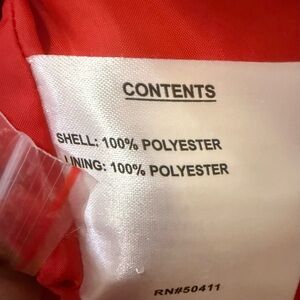 CONTENTS
SHELL: 100% POLYESTER
LINING: 100% POLYESTER
RN#50411